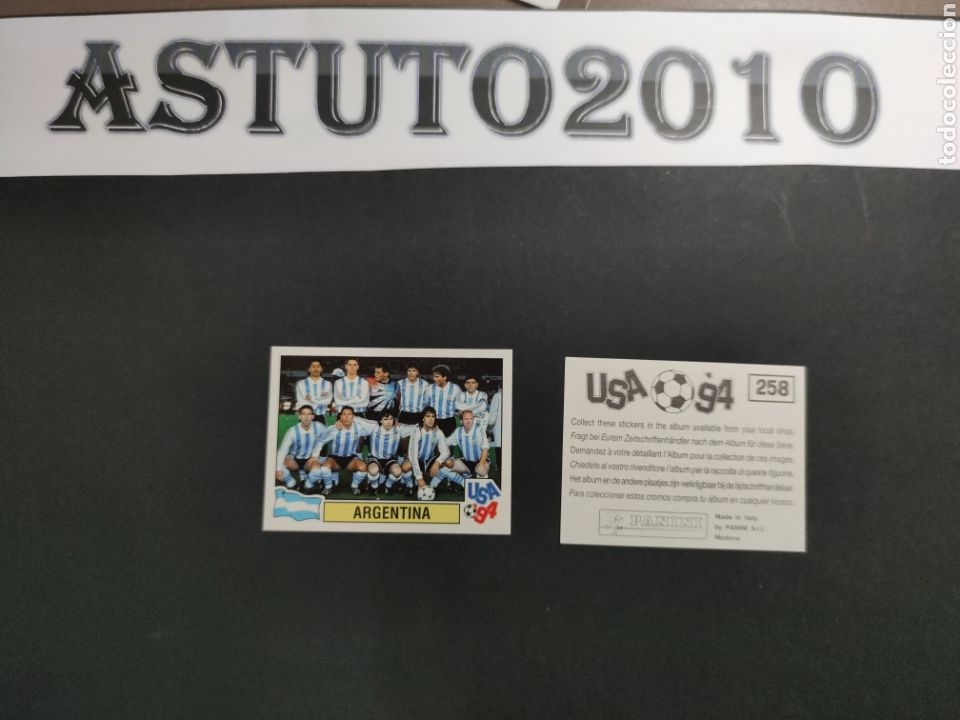 ASTUTO2010
todocoleccion
ARGENTINA
USA 94
USA 94
258
Collect these stickers in the album available from your local shop.
Fragt bei Eurem Zeitschriftenhändler nach dem Album für diese Serie.
Demandez à votre détaillant l'Album pour la collection de ces images.
Chiedete al vostro rivenditore l'album per la raccolta di queste figurine.
Het album en de andere plaatjes zijn verkrijgbaar bij de tijdschrifthandelaar.
Para coleccionar estos cromos compra tu álbum en cualquier kiosco.
PANINI
Made in Italy
by PANINI S.r.l.
Modena